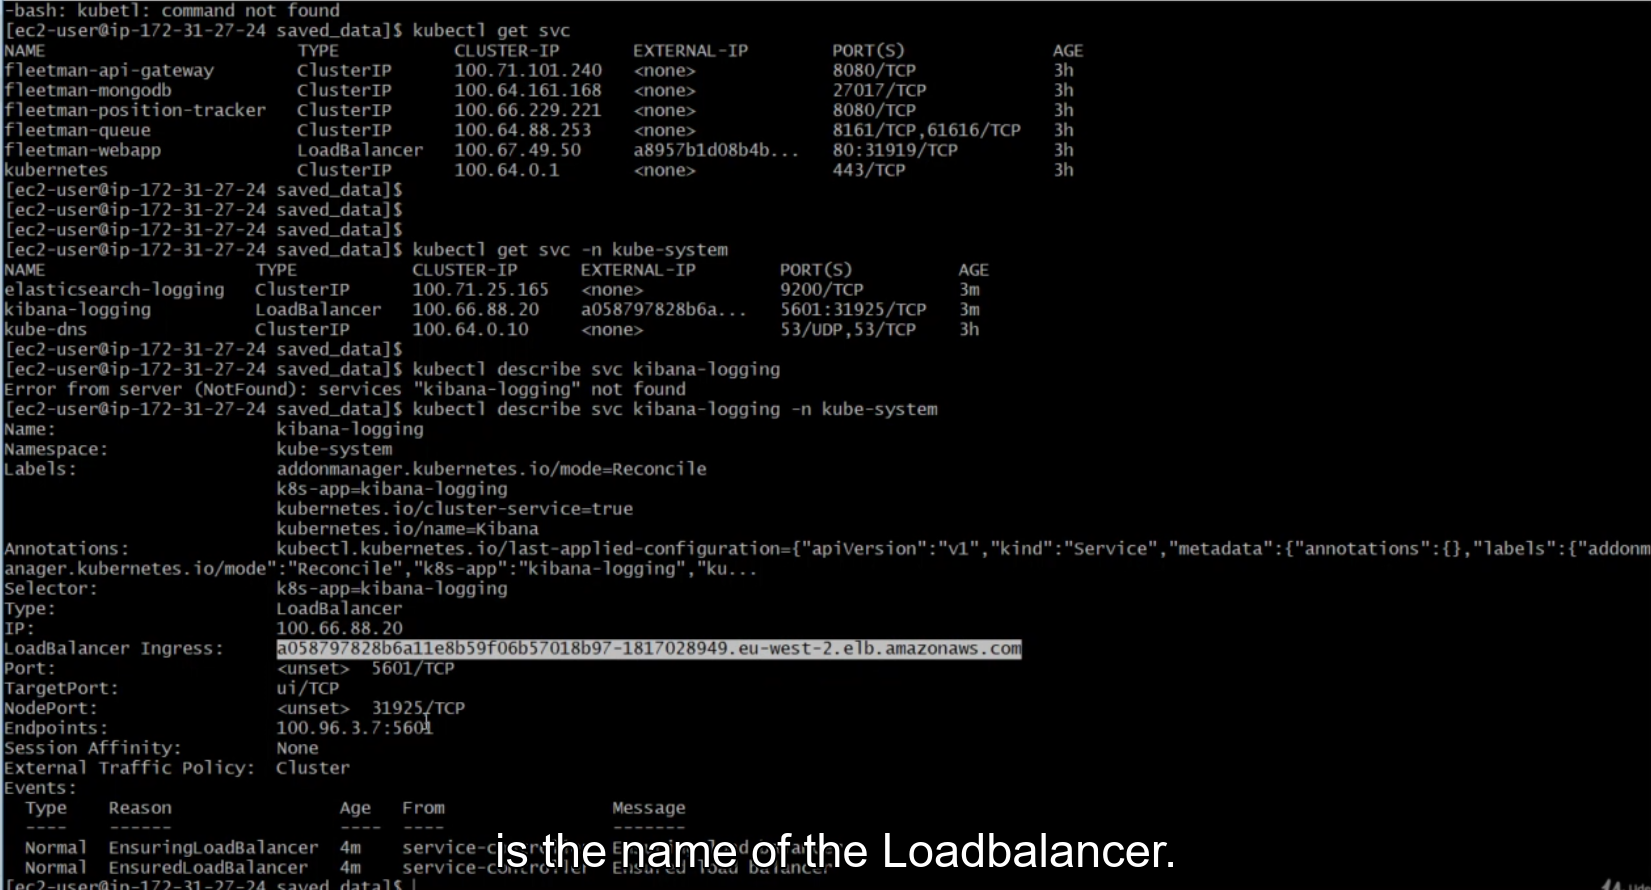 -bash: kubetl: command not found
[ec2-user@ip-172-31-27-24 saved_data]$ kubectl get svc
NAME TYPE CLUSTER-IP EXTERNAL-IP PORT(S) AGE
fleetman-api-gateway ClusterIP 100.71.101.240 <none> 8080/TCP 3h
fleetman-mongodb ClusterIP 100.64.161.168 <none> 27017/TCP 3h
fleetman-position-tracker ClusterIP 100.66.229.221 <none> 8080/TCP 3h
fleetman-queue ClusterIP 100.64.88.253 <none> 8161/TCP,61616/TCP 3h
fleetman-webapp LoadBalancer 100.67.49.50 a8957b1d08b4b... 80:31919/TCP 3h
kubernetes ClusterIP 100.64.0.1 <none> 443/TCP 3h
[ec2-user@ip-172-31-27-24 saved_data]$
[ec2-user@ip-172-31-27-24 saved_data]$
[ec2-user@ip-172-31-27-24 saved_data]$
[ec2-user@ip-172-31-27-24 saved_data]$ kubectl get svc -n kube-system
NAME TYPE CLUSTER-IP EXTERNAL-IP PORT(S) AGE
elasticsearch-logging ClusterIP 100.71.25.165 <none> 9200/TCP 3m
kibana-logging LoadBalancer 100.66.88.20 a058797828b6a... 5601:31925/TCP 3m
kube-dns ClusterIP 100.64.0.10 <none> 53/UDP,53/TCP 3h
[ec2-user@ip-172-31-27-24 saved_data]$
[ec2-user@ip-172-31-27-24 saved_data]$ kubectl describe svc kibana-logging
Error from server (NotFound): services "kibana-logging" not found
[ec2-user@ip-172-31-27-24 saved_data]$ kubectl describe svc kibana-logging -n kube-system
Name: kibana-logging
Namespace: kube-system
Labels: addonmanager.kubernetes.io/mode=Reconcile
k8s-app=kibana-logging
kubernetes.io/cluster-service=true
kubernetes.io/name=Kibana
Annotations: kubectl.kubernetes.io/last-applied-configuration={"apiVersion":"v1","kind":"Service","metadata":{"annotations":{},"labels":{"addonm
anager.kubernetes.io/mode":"Reconcile","k8s-app":"kibana-logging","ku...
Selector: k8s-app=kibana-logging
Type: LoadBalancer
IP: 100.66.88.20
LoadBalancer Ingress: a058797828b6a11e8b59f06b57018b97-1817028949.eu-west-2.elb.amazonaws.com
Port: <unset> 5601/TCP
TargetPort: ui/TCP
NodePort: <unset> 31925/TCP
Endpoints: 100.96.3.7:5601
Session Affinity: None
External Traffic Policy: Cluster
Events:
Type Reason Age From Message
---- ------ ---- ---- -------
Normal EnsuringLoadBalancer 4m
Normal EnsuredLoadBalancer 4m
is the name of the Loadbalancer.
[ec2-user@ip-172-31-27-24 saved_data]$